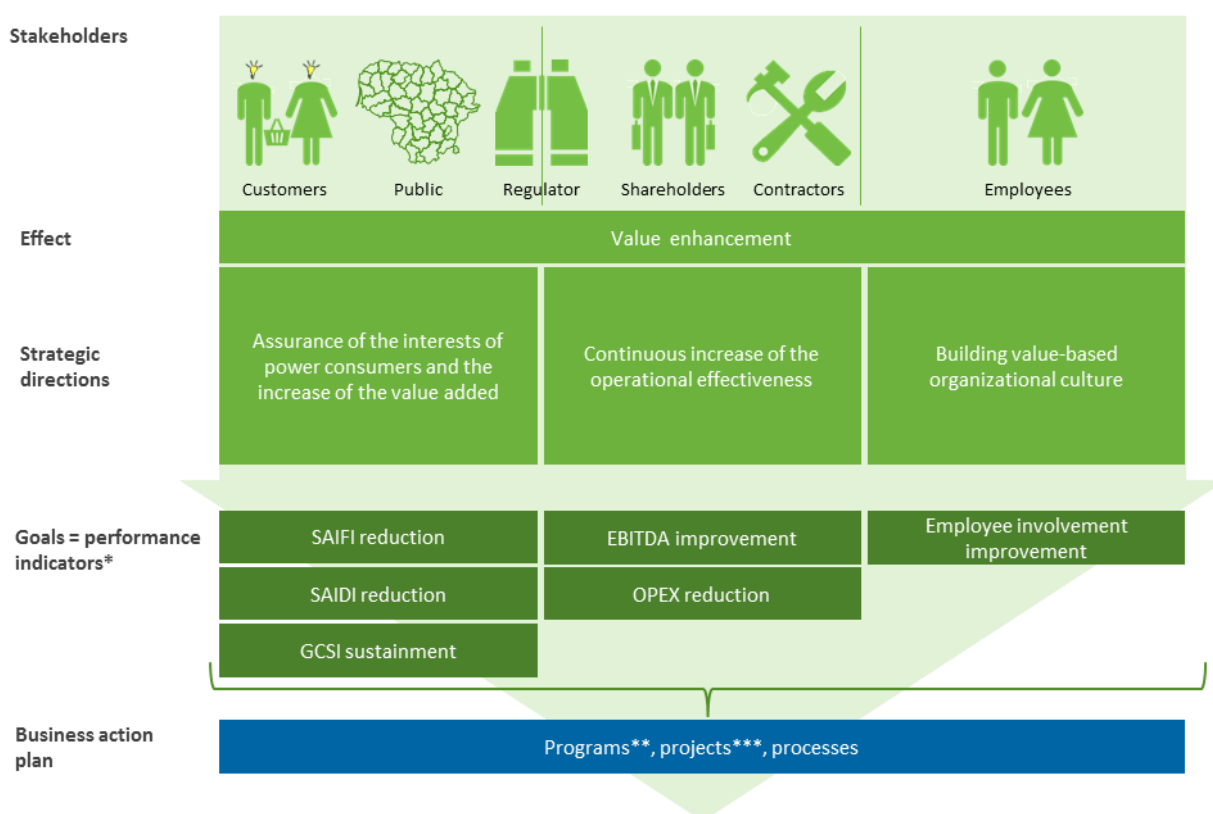 Stakeholders
Customers
Public
Regulator
Shareholders
Contractors
Employees
Effect
Value enhancement
Strategic
directions
Assurance of the interests of
power consumers and the
increase of the value added
Continuous increase of the
operational effectiveness
Building value-based
organizational culture
Goals = performance
indicators*
SAIFI reduction
EBITDA improvement
Employee involvement
improvement
SAIDI reduction
OPEX reduction
GCSI sustainment
Business action
plan
Programs**, projects***, processes